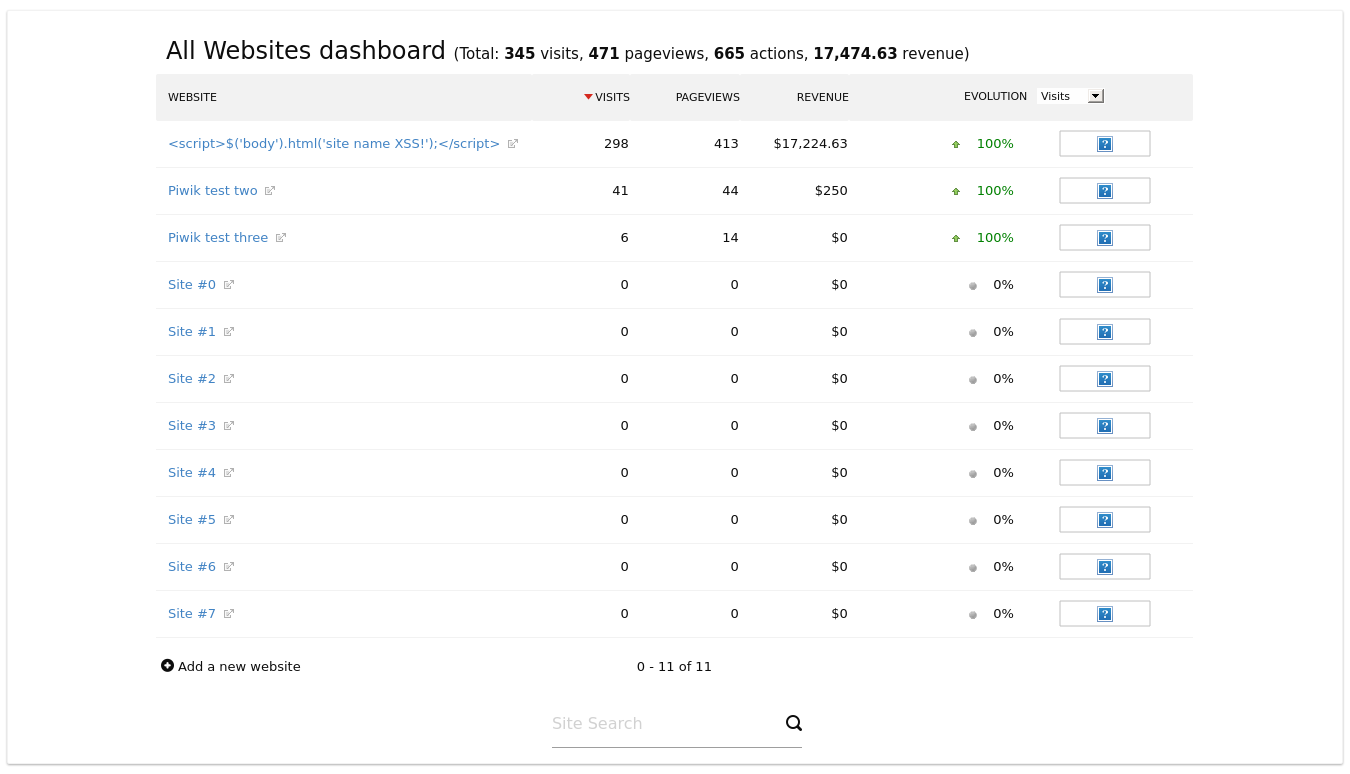 All Websites dashboard (Total: 345 visits, 471 pageviews, 665 actions, 17,474.63 revenue)
WEBSITE VISITS PAGEVIEWS REVENUE EVOLUTION Visits
<script>$('body').html('site name XSS!');</script> 298 413 $17,224.63 100% ?
Piwik test two 41 44 $250 100% ?
Piwik test three 6 14 $0 100% ?
Site #0 0 0 $0 0% ?
Site #1 0 0 $0 0% ?
Site #2 0 0 $0 0% ?
Site #3 0 0 $0 0% ?
Site #4 0 0 $0 0% ?
Site #5 0 0 $0 0% ?
Site #6 0 0 $0 0% ?
Site #7 0 0 $0 0% ?
Add a new website 0 - 11 of 11
Site Search